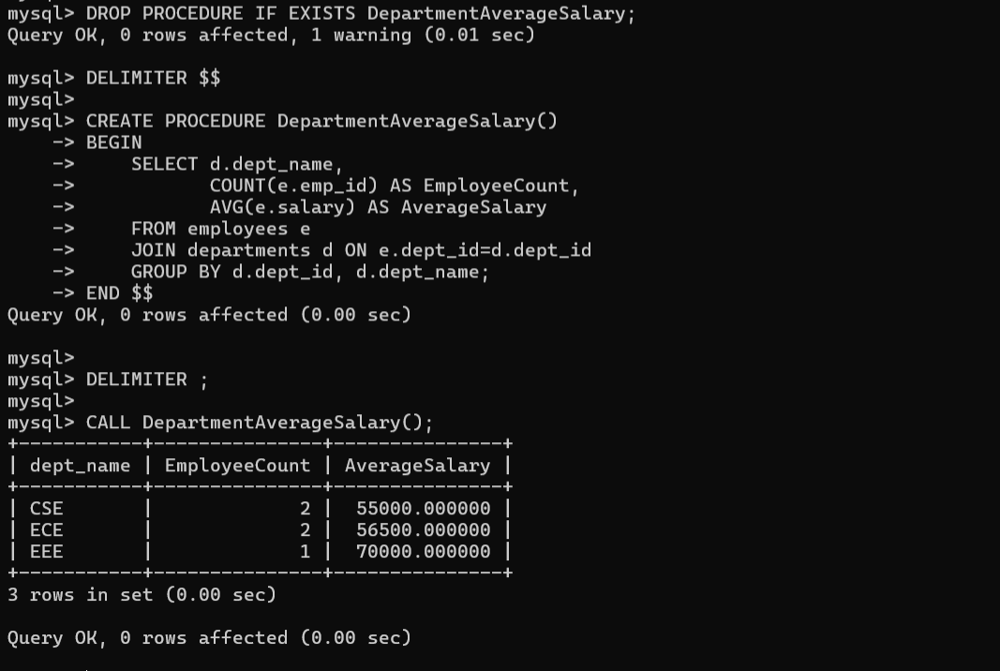 mysql> DROP PROCEDURE IF EXISTS DepartmentAverageSalary;
Query OK, 0 rows affected, 1 warning (0.01 sec)

mysql> DELIMITER $$
mysql>
mysql> CREATE PROCEDURE DepartmentAverageSalary()
    -> BEGIN
    ->     SELECT d.dept_name,
    ->            COUNT(e.emp_id) AS EmployeeCount,
    ->            AVG(e.salary) AS AverageSalary
    ->     FROM employees e
    ->     JOIN departments d ON e.dept_id=d.dept_id
    ->     GROUP BY d.dept_id, d.dept_name;
    -> END $$
Query OK, 0 rows affected (0.00 sec)

mysql>
mysql> DELIMITER ;
mysql>
mysql> CALL DepartmentAverageSalary();
+-----------+---------------+---------------+
| dept_name | EmployeeCount | AverageSalary |
+-----------+---------------+---------------+
| CSE       |             2 |  55000.000000 |
| ECE       |             2 |  56500.000000 |
| EEE       |             1 |  70000.000000 |
+-----------+---------------+---------------+
3 rows in set (0.00 sec)

Query OK, 0 rows affected (0.00 sec)